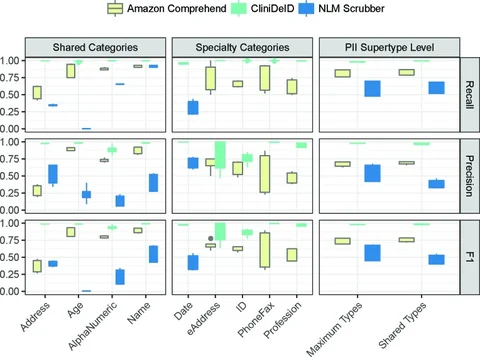 Amazon Comprehend CliniDeID NLM Scrubber
Shared Categories Specialty Categories PII Supertype Level
1.00
0.75
0.50
0.25
0.00
Recall
1.00
0.75
0.50
0.25
0.00
Precision
1.00
0.75
0.50
0.25
0.00
F1
Address
Age
AlphaNumeric
Name
Date
eAddress
ID
PhoneFax
Profession
Maximum Types
Shared Types